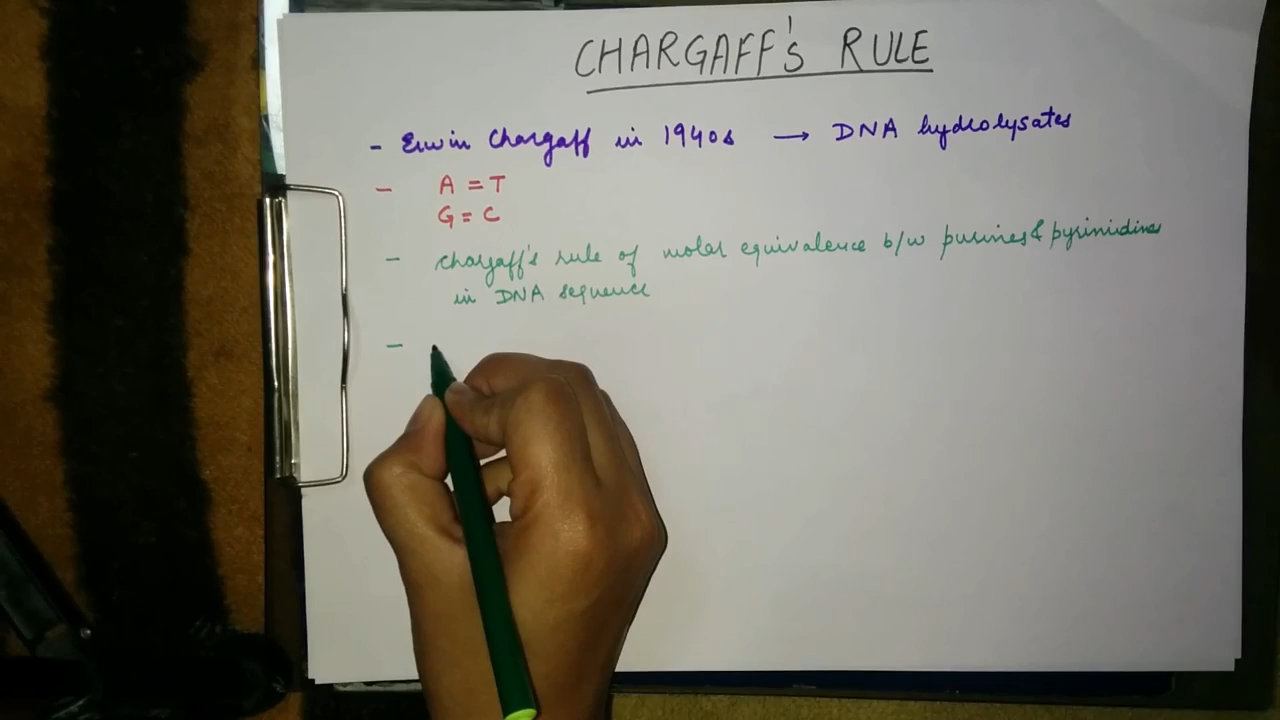 CHARGAFF's RULE
- Erwin Chargaff in 1940s → DNA hydrolysates
- A = T
G = C
- Chargaff's rule of molar equivalence b/w purines & pyrimidines
in DNA sequence
-